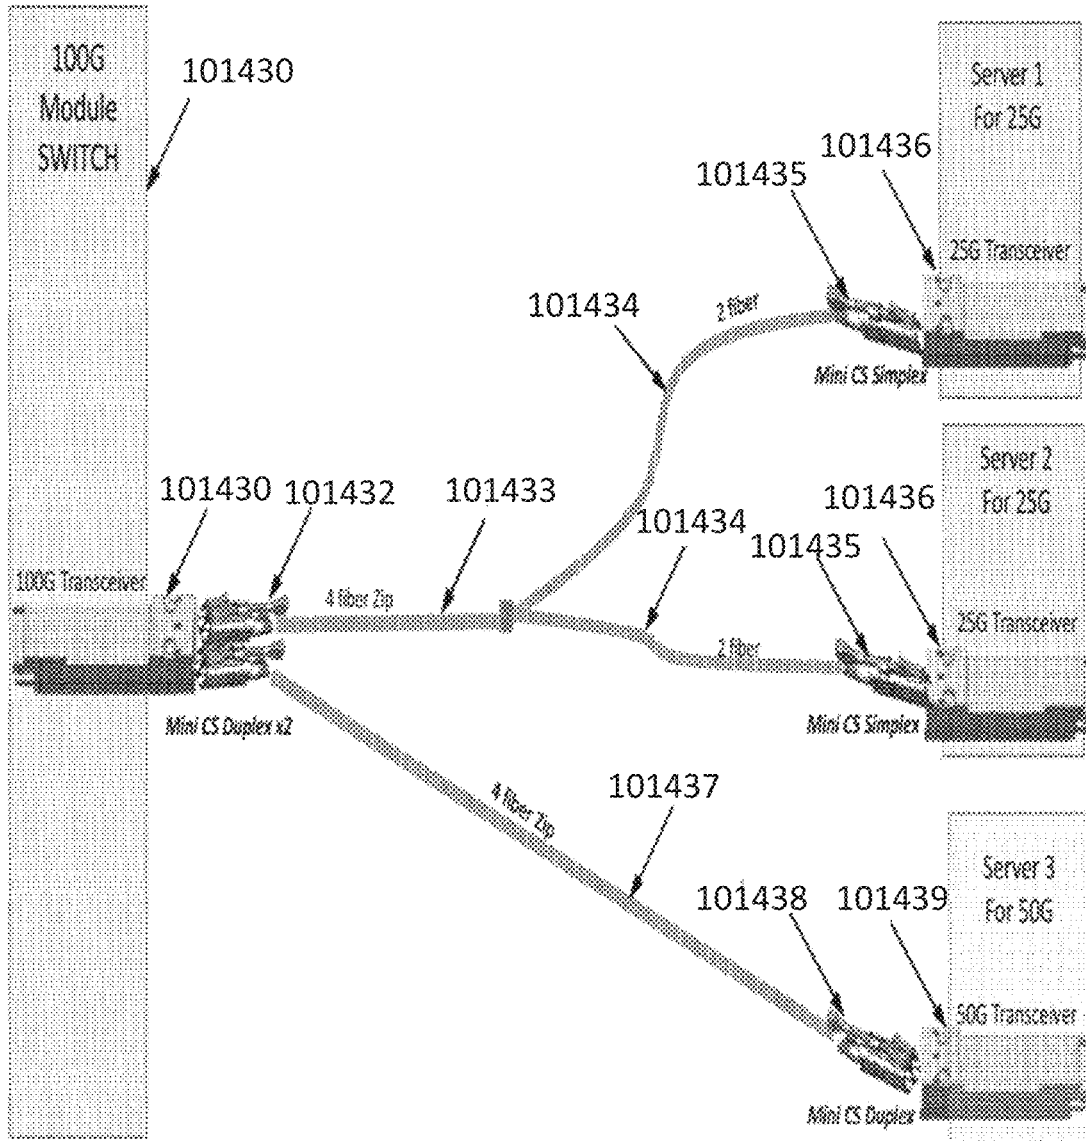 100G
Module
SWITCH
101430
Server 1
For 25G
101436
101435
25G Transceiver
101434
2 fiber
Mini CS Simplex
Server 2
For 25G
101430
101432
101433
101434
101436
101435
100G Transceiver
4 fiber Zip
2 fiber
25G Transceiver
Mini CS Duplex x2
Mini CS Simplex
4 fiber Zip
101437
Server 3
For 50G
101438
101439
50G Transceiver
Mini CS Duplex